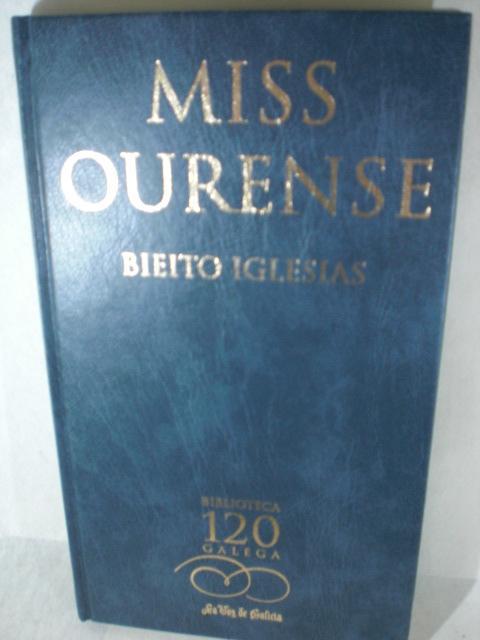 MISS
OURENSE
BIEITO IGLESIAS
BIBLIOTECA
120
GALEGA
La Voz de Galicia